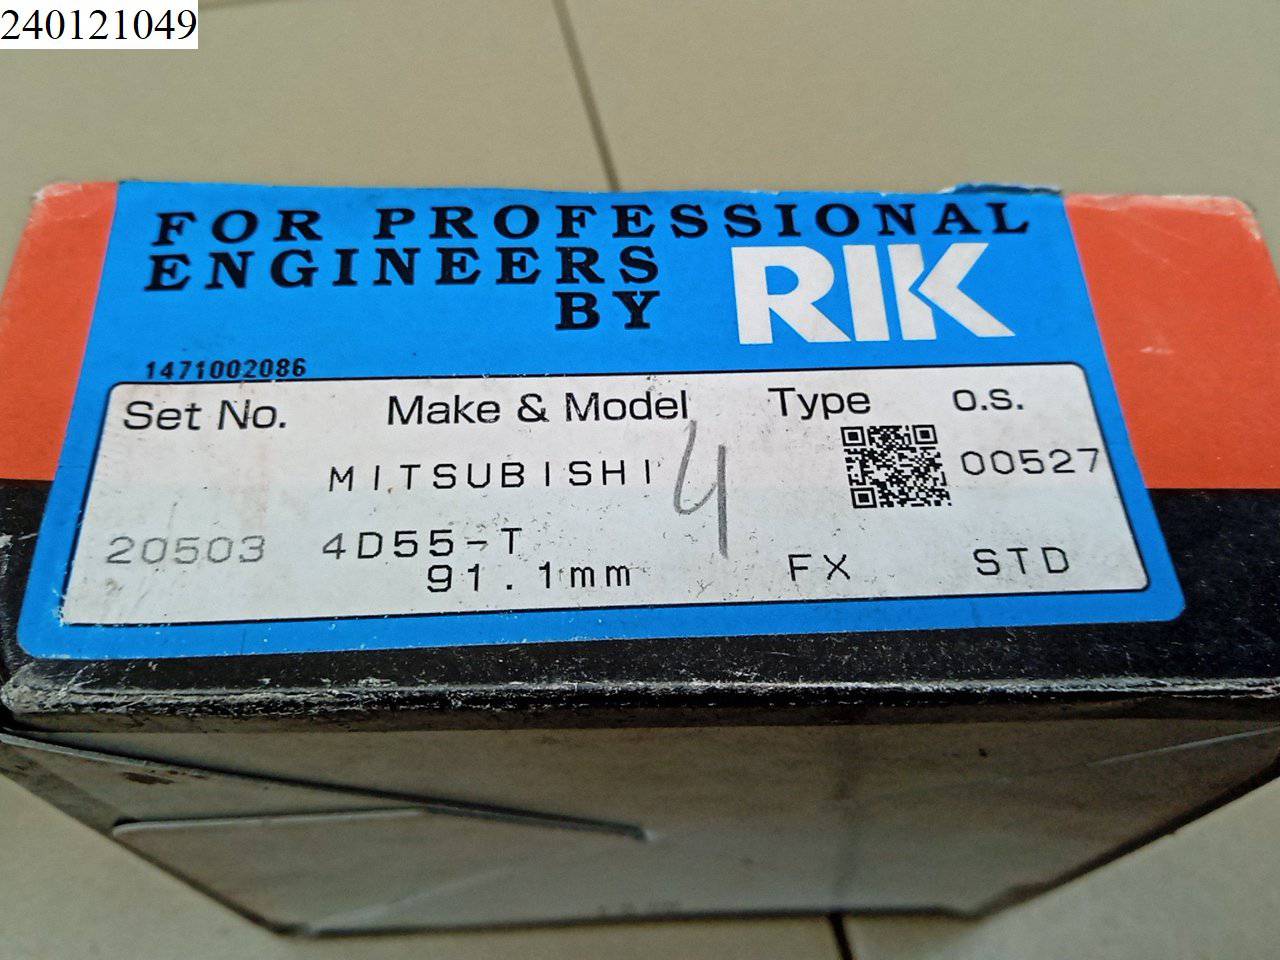 240121049
FOR PROFESSIONAL
ENGINEERS
BY RIK
1471002086
Set No. Make & Model Type O.S.
MITSUBISHI 4 00527
20503 4D55-T
91.1mm FX STD